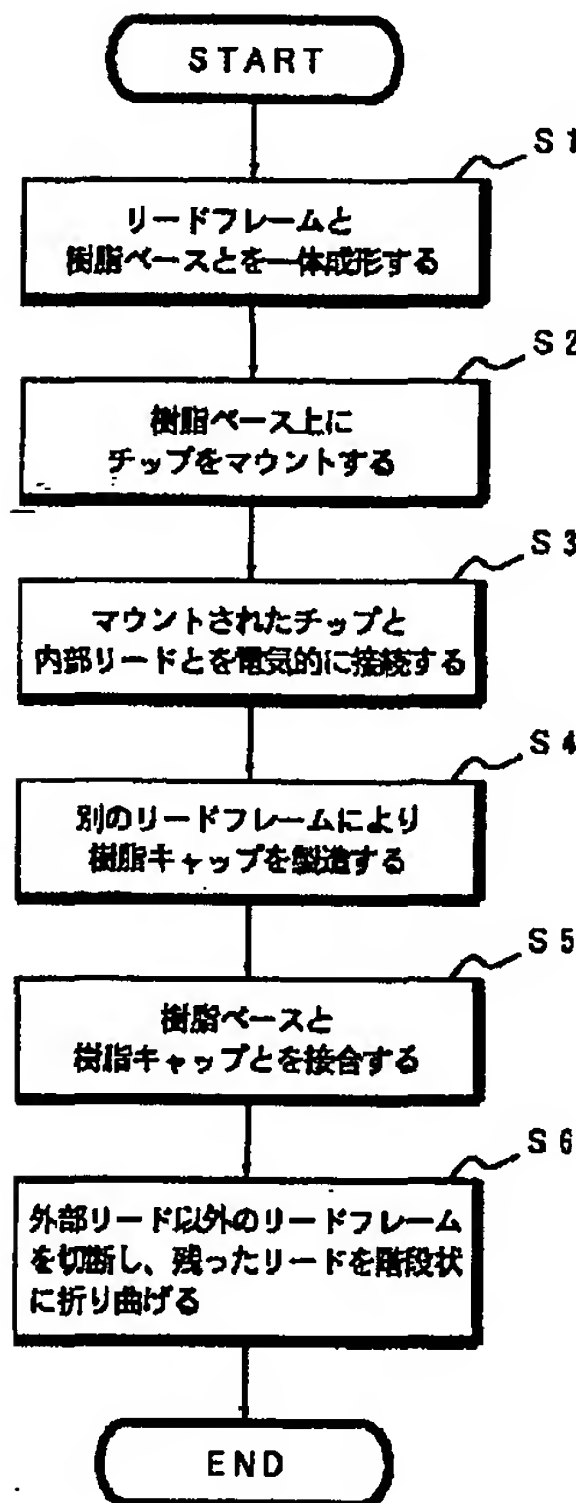 START
S1
リードフレームと
樹脂ベースとを一体成形する
S2
樹脂ベース上に
チップをマウントする
S3
マウントされたチップと
内部リードとを電気的に接続する
S4
別のリードフレームにより
樹脂キャップを製造する
S5
樹脂ベースと
樹脂キャップとを接合する
S6
外部リード以外のリードフレーム
を切断し、残ったリードを階段状
に折り曲げる
END